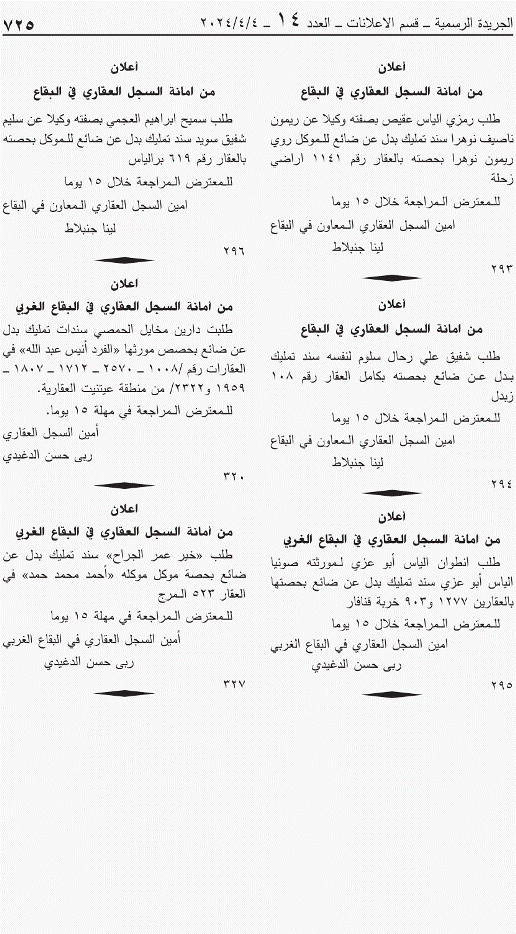 الجريدة الرسمية ــ قسم الاعلانات ــ العدد ١٤ ــ ٢٠٢٤/٤/٤
٧٢٥
أعلان
من امانة السجل العقاري في البقاع
طلب رمزي الياس عقيص بصفته وكيلا عن ريمون
ناصيف نوهرا سند تمليك بدل عن ضائع للموكل روي
ريمون نوهرا بحصته بالعقار رقم ١١٤١ اراضي
زحلة
للمعترض المراجعة خلال ١٥ يوما
امين السجل العقاري المعاون في البقاع
لينا جنبلاط
٢٩٣
أعلان
من امانة السجل العقاري في البقاع
طلب شفيق علي رحال سلوم لنفسه سند تمليك
بدل عن ضائع بحصته بكامل العقار رقم ١٠٨
زبدل
للمعترض المراجعة خلال ١٥ يوما
امين السجل العقاري المعاون في البقاع
لينا جنبلاط
٢٩٤
أعلان
من امانة السجل العقاري في البقاع الغربي
طلب انطوان الياس أبو عزي لمورثته صونيا
الياس أبو عزي سند تمليك بدل عن ضائع بحصتها
بالعقارين ١٢٧٧ و٩٠٣ خربة قنافار
للمعترض المراجعة خلال ١٥ يوما
امين السجل العقاري في البقاع الغربي
ربى حسن الدغيدي
٢٩٥
أعلان
من امانة السجل العقاري في البقاع
طلب سميح ابراهيم العجمي بصفته وكيلا عن سليم
شفيق سويد سند تمليك بدل عن ضائع للموكل بحصته
بالعقار رقم ٦١٩ برالياس
للمعترض المراجعة خلال ١٥ يوما
امين السجل العقاري المعاون في البقاع
لينا جنبلاط
٢٩٦
اعلان
من أمانة السجل العقاري في البقاع الغربي
طلبت دارين مخايل الحمصي سندات تمليك بدل
عن ضائع بحصص مورثها «الفرد أنيس عبد الله» في
العقارات رقم /١٠٠٨ ــ ٢٥٧٠ ــ ١٧١٢ ــ ١٨٠٧ ــ
١٩٥٩ و٢٣٢٢/ من منطقة عيتنيت العقارية.
للمعترض المراجعة في مهلة ١٥ يوما.
أمين السجل العقاري
ربى حسن الدغيدي
٣٢٠
اعلان
من أمانة السجل العقاري في البقاع الغربي
طلب «خير عمر الجراح» سند تمليك بدل عن
ضائع بحصة موكل موكله «أحمد محمد حمد» في
العقار ٥٢٣ المرج
للمعترض المراجعة في مهلة ١٥ يوما
أمين السجل العقاري في البقاع الغربي
ربى حسن الدغيدي
٣٢٧